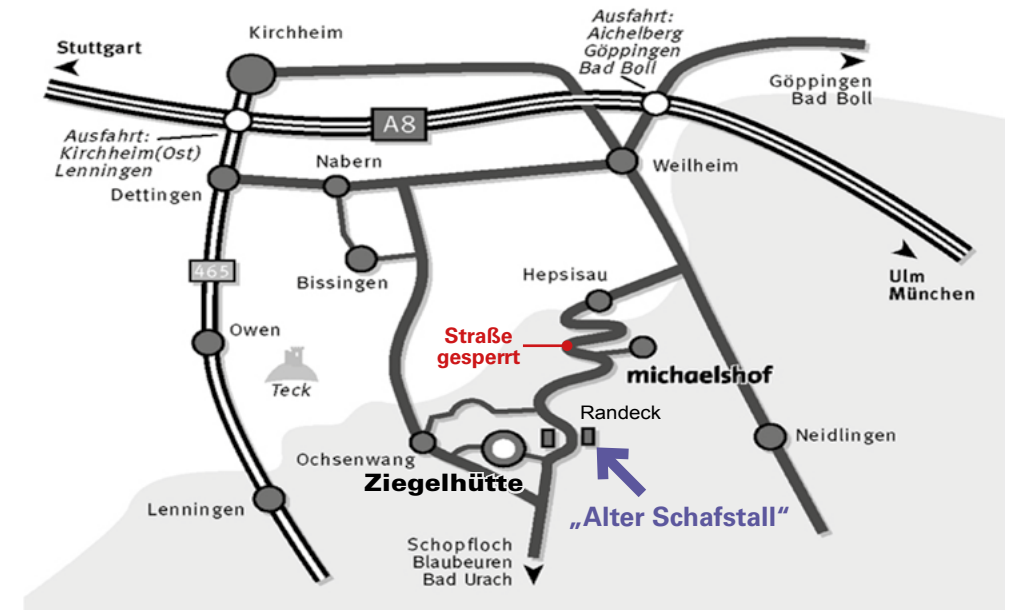 Stuttgart
Kirchheim
Ausfahrt:
Aichelberg
Göppingen
Bad Boll
Göppingen
Bad Boll
A8
Ausfahrt:
Kirchheim(Ost)
Lenningen
Nabern
Weilheim
Dettingen
465
Bissingen
Hepsisau
Ulm
München
Owen
Straße
gesperrt
michaelshof
Teck
Randeck
Neidlingen
Ochsenwang
Ziegelhütte
Lenningen
„Alter Schafstall“
Schopfloch
Blaubeuren
Bad Urach